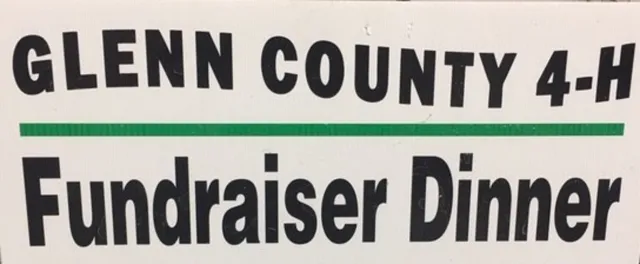 GLENN COUNTY 4-H
Fundraiser Dinner